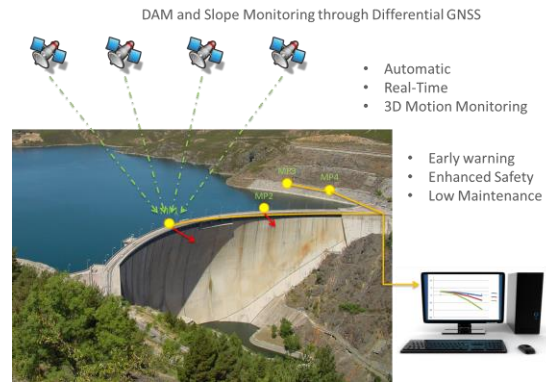 DAM and Slope Monitoring through Differential GNSS
• Automatic
• Real-Time
• 3D Motion Monitoring
• Early warning
• Enhanced Safety
• Low Maintenance
MP3
MP4
MP2